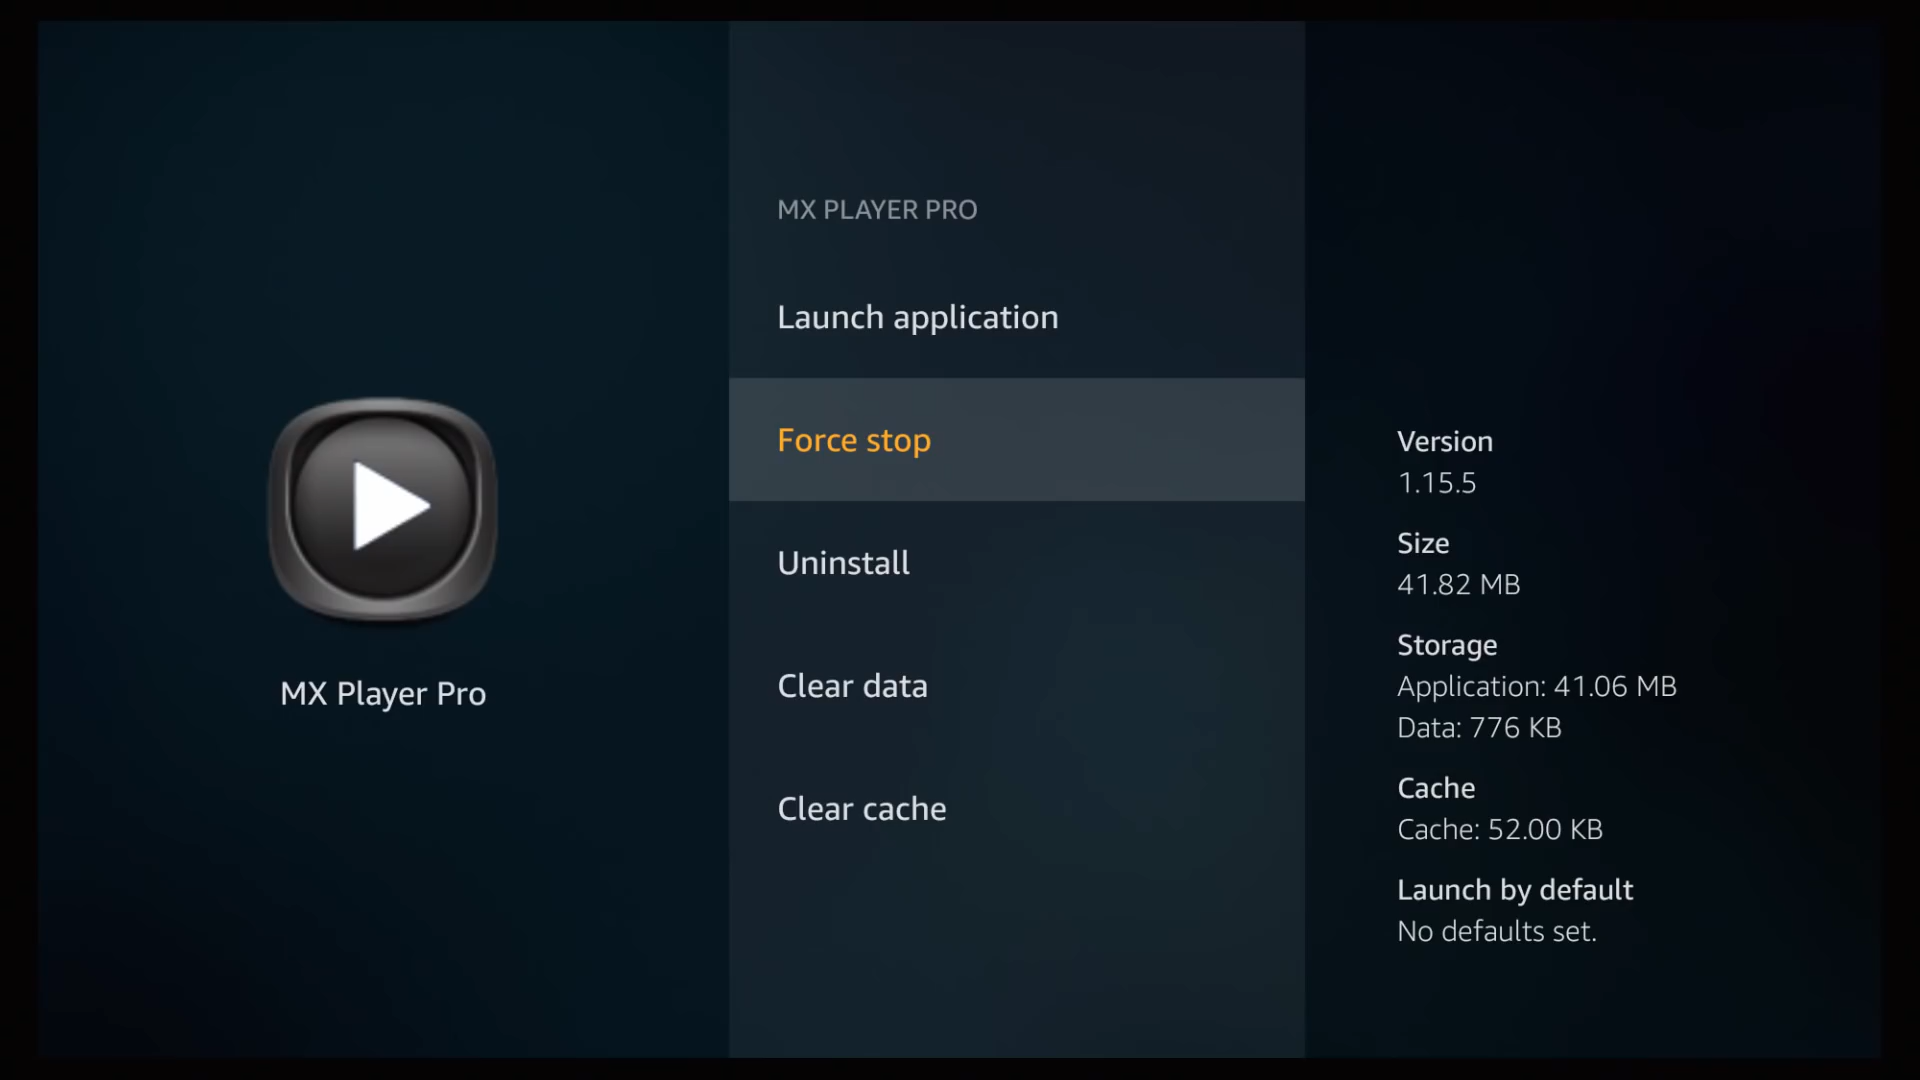 MX Player Pro
MX PLAYER PRO
Launch application
Force stop
Uninstall
Clear data
Clear cache
Version
1.15.5
Size
41.82 MB
Storage
Application: 41.06 MB
Data: 776 KB
Cache
Cache: 52.00 KB
Launch by default
No defaults set.